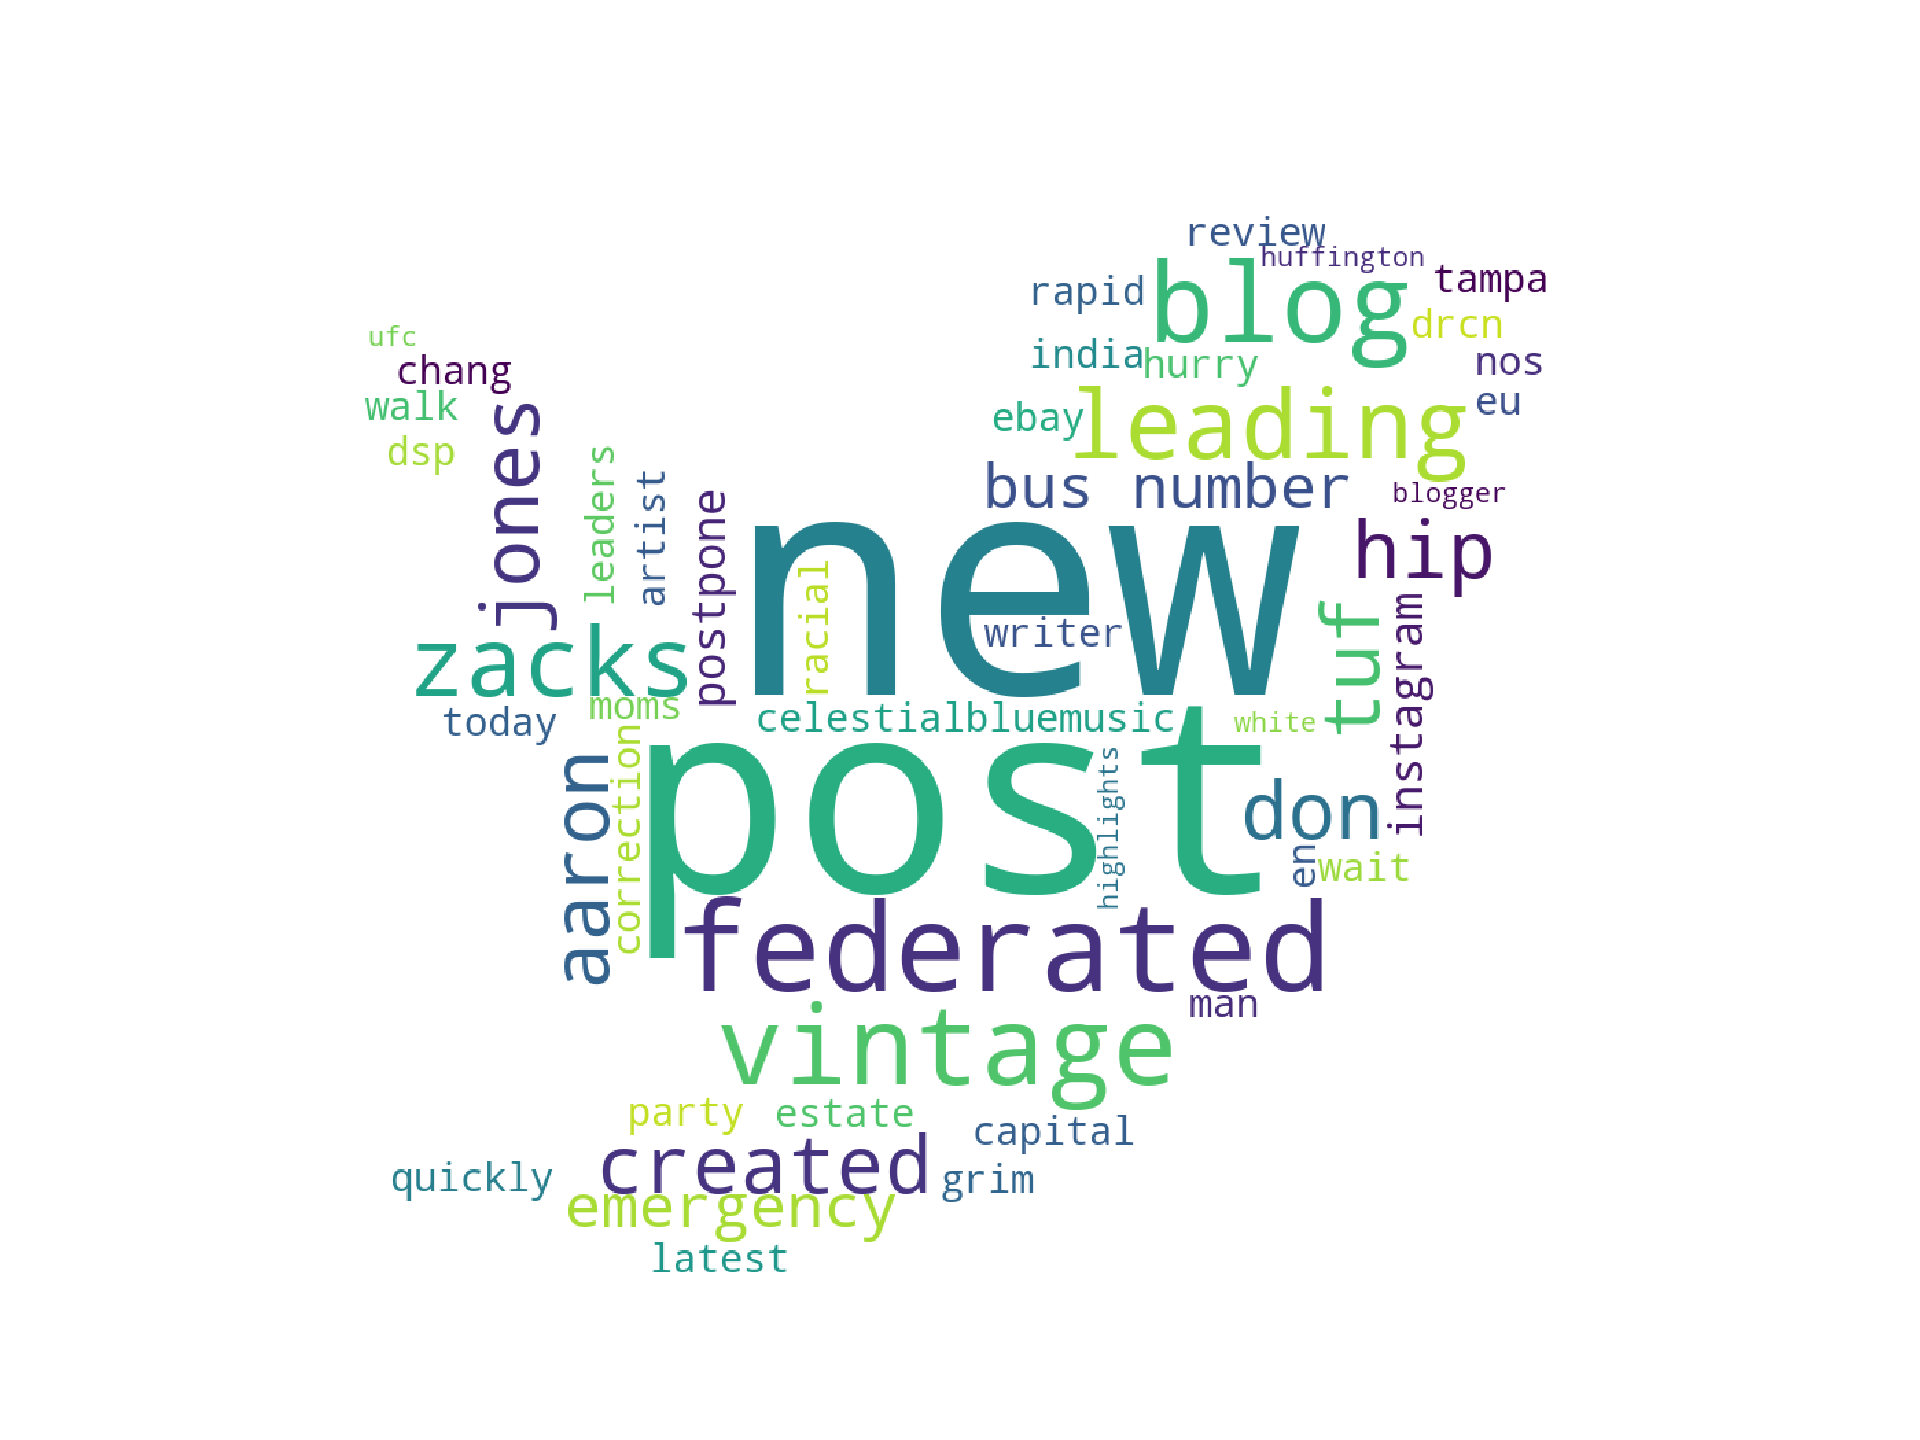 review
huffington
rapid
blog
tampa
drcn
ufc
india
hurry
nos
chang
walk
ebay
leading
eu
dsp
jones
leaders
artist
postpone
bus
number
blogger
new
hip
racial
writer
zacks
tuf
instagram
moms
today
celestialbluemusic
white
correction
aaron
post
highlights
don
en
wait
federated
man
vintage
party
estate
capital
created
quickly
grim
emergency
latest